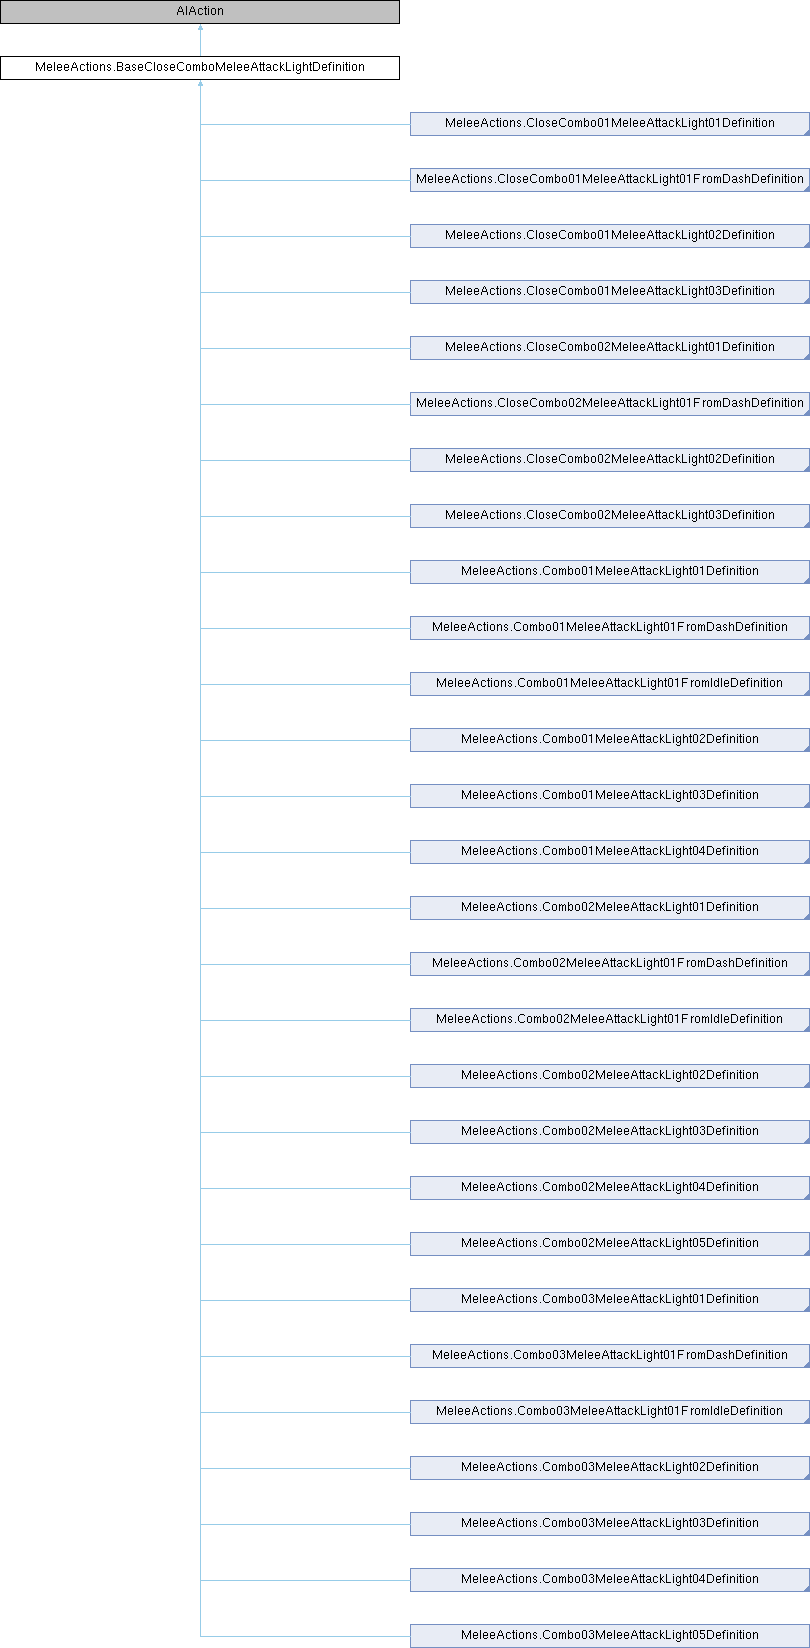 AIAction
MeleeActions.BaseCloseComboMeleeAttackLightDefinition
MeleeActions.CloseCombo01MeleeAttackLight01Definition
MeleeActions.CloseCombo01MeleeAttackLight01FromDashDefinition
MeleeActions.CloseCombo01MeleeAttackLight02Definition
MeleeActions.CloseCombo01MeleeAttackLight03Definition
MeleeActions.CloseCombo02MeleeAttackLight01Definition
MeleeActions.CloseCombo02MeleeAttackLight01FromDashDefinition
MeleeActions.CloseCombo02MeleeAttackLight02Definition
MeleeActions.CloseCombo02MeleeAttackLight03Definition
MeleeActions.Combo01MeleeAttackLight01Definition
MeleeActions.Combo01MeleeAttackLight01FromDashDefinition
MeleeActions.Combo01MeleeAttackLight01FromIdleDefinition
MeleeActions.Combo01MeleeAttackLight02Definition
MeleeActions.Combo01MeleeAttackLight03Definition
MeleeActions.Combo01MeleeAttackLight04Definition
MeleeActions.Combo02MeleeAttackLight01Definition
MeleeActions.Combo02MeleeAttackLight01FromDashDefinition
MeleeActions.Combo02MeleeAttackLight01FromIdleDefinition
MeleeActions.Combo02MeleeAttackLight02Definition
MeleeActions.Combo02MeleeAttackLight03Definition
MeleeActions.Combo02MeleeAttackLight04Definition
MeleeActions.Combo02MeleeAttackLight05Definition
MeleeActions.Combo03MeleeAttackLight01Definition
MeleeActions.Combo03MeleeAttackLight01FromDashDefinition
MeleeActions.Combo03MeleeAttackLight01FromIdleDefinition
MeleeActions.Combo03MeleeAttackLight02Definition
MeleeActions.Combo03MeleeAttackLight03Definition
MeleeActions.Combo03MeleeAttackLight04Definition
MeleeActions.Combo03MeleeAttackLight05Definition